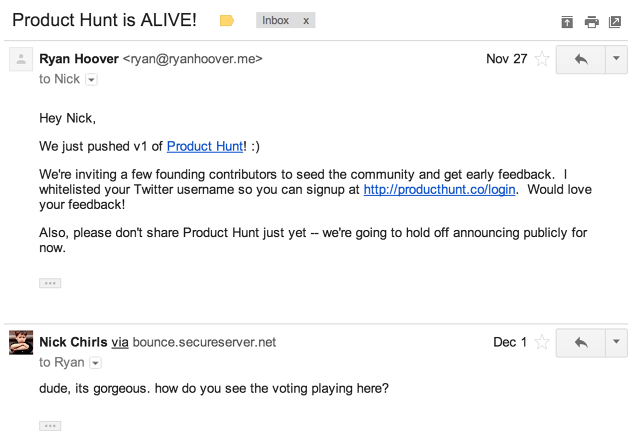 Product Hunt is ALIVE!
Inbox x
Ryan Hoover <ryan@ryanhoover.me> Nov 27
to Nick
Hey Nick,
We just pushed v1 of Product Hunt! :)
We're inviting a few founding contributors to seed the community and get early feedback. I
whitelisted your Twitter username so you can signup at http://producthunt.co/login. Would love
your feedback!
Also, please don't share Product Hunt just yet -- we're going to hold off announcing publicly for
now.
Nick Chirls via bounce.secureserver.net Dec 1
to Ryan
dude, its gorgeous. how do you see the voting playing here?